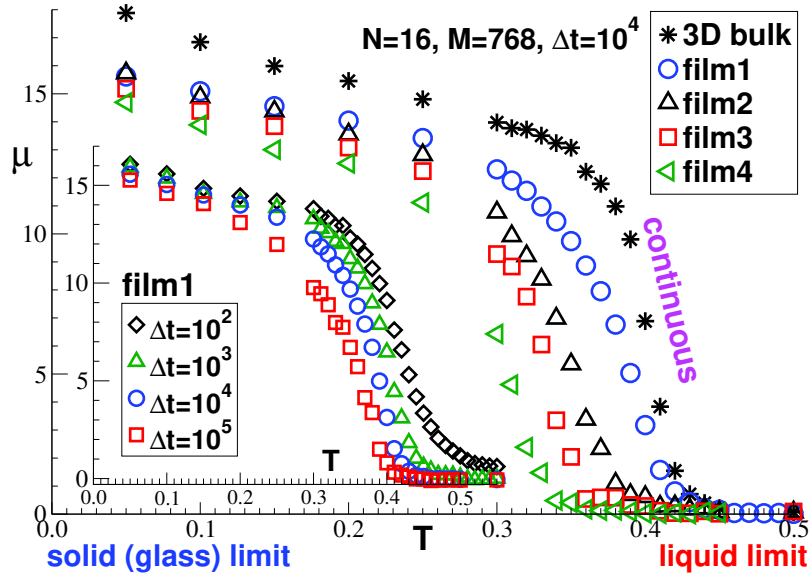 N=16, M=768, Δt=10⁴
3D bulk
film1
film2
film3
film4
μ
15
10
5
0
0.0
0.1
0.2
0.3
0.4
0.5
T
continuous
solid (glass) limit
liquid limit
film1
Δt=10²
Δt=10³
Δt=10⁴
Δt=10⁵
15
10
5
0
0.0
0.1
0.2
0.3
0.4
0.5
T